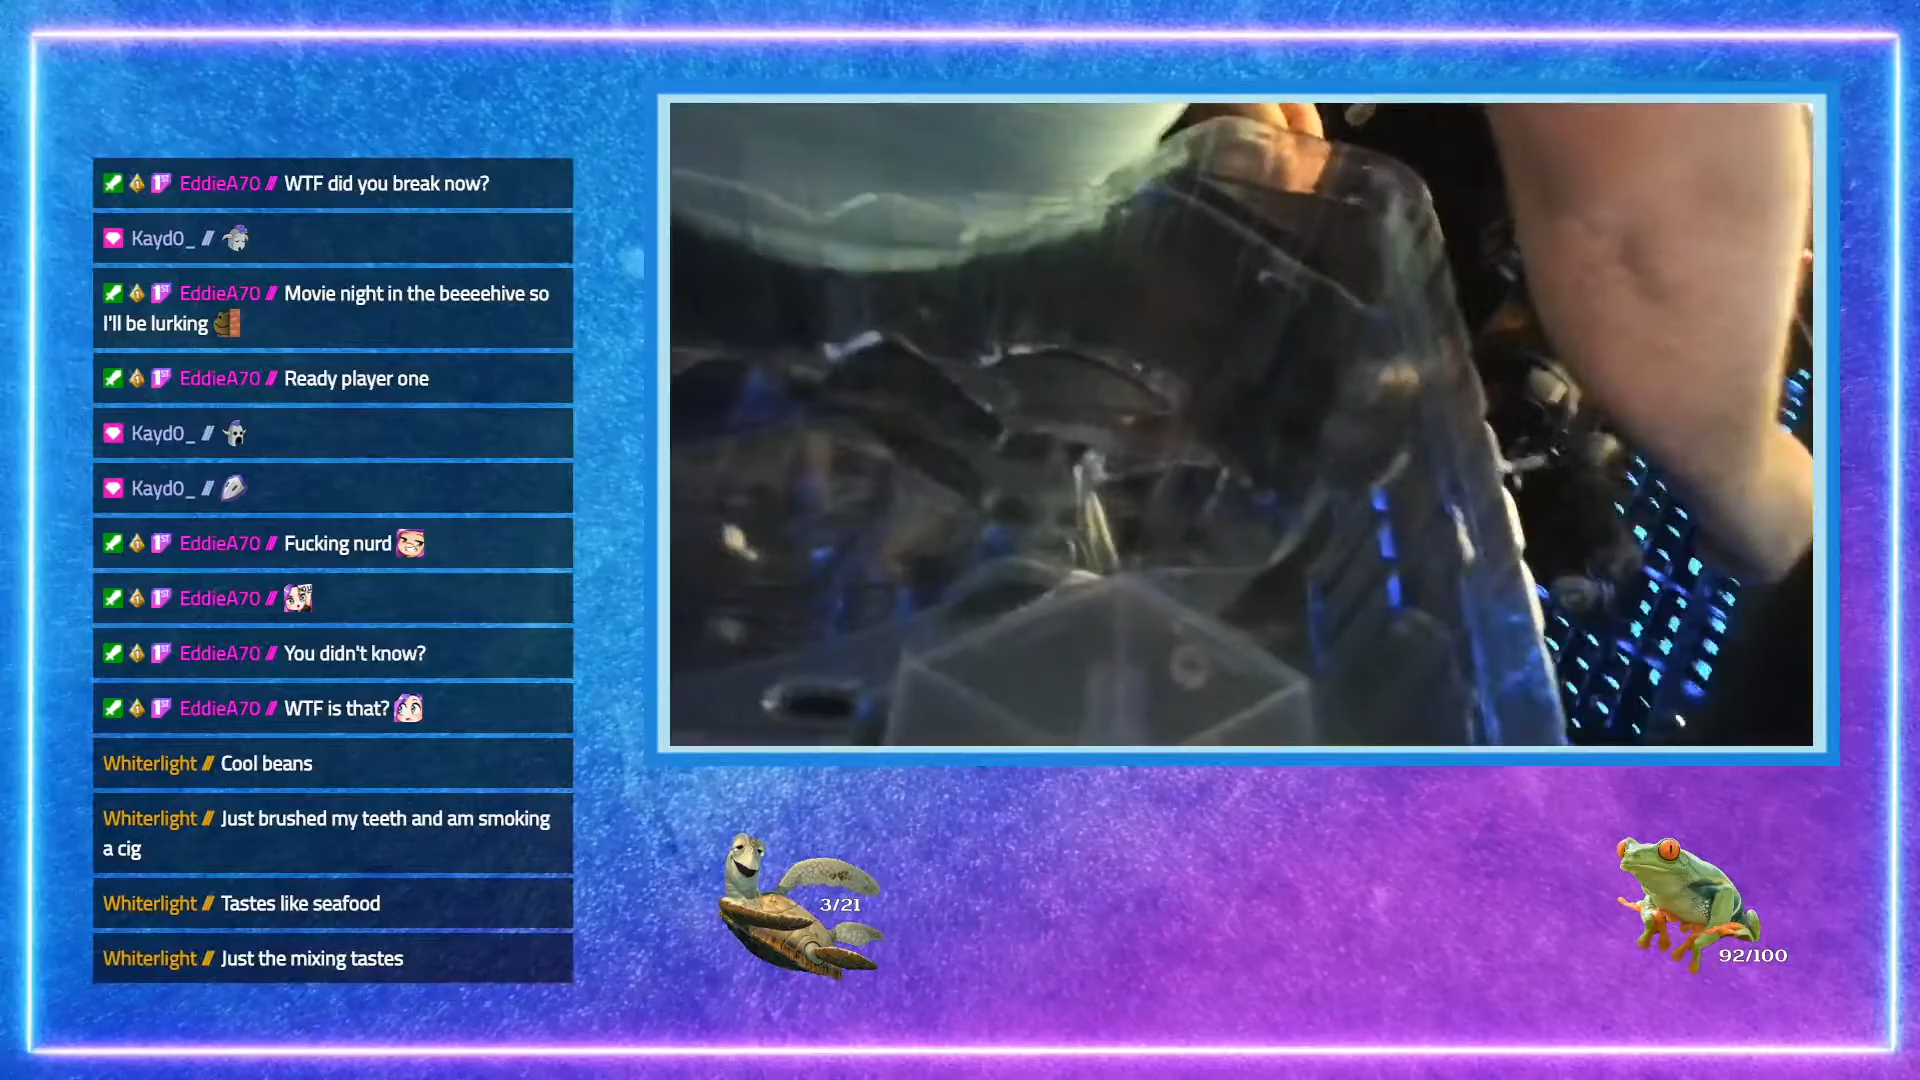 EddieA70 // WTF did you break now?
Kayd0_ //
EddieA70 // Movie night in the beeeehive so
I'll be lurking
EddieA70 // Ready player one
Kayd0_ //
Kayd0_ //
EddieA70 // Fucking nurd
EddieA70 //
EddieA70 // You didn't know?
EddieA70 // WTF is that?
Whiterlight // Cool beans
Whiterlight // Just brushed my teeth and am smoking
a cig
Whiterlight // Tastes like seafood
Whiterlight // Just the mixing tastes
3/21
92/100